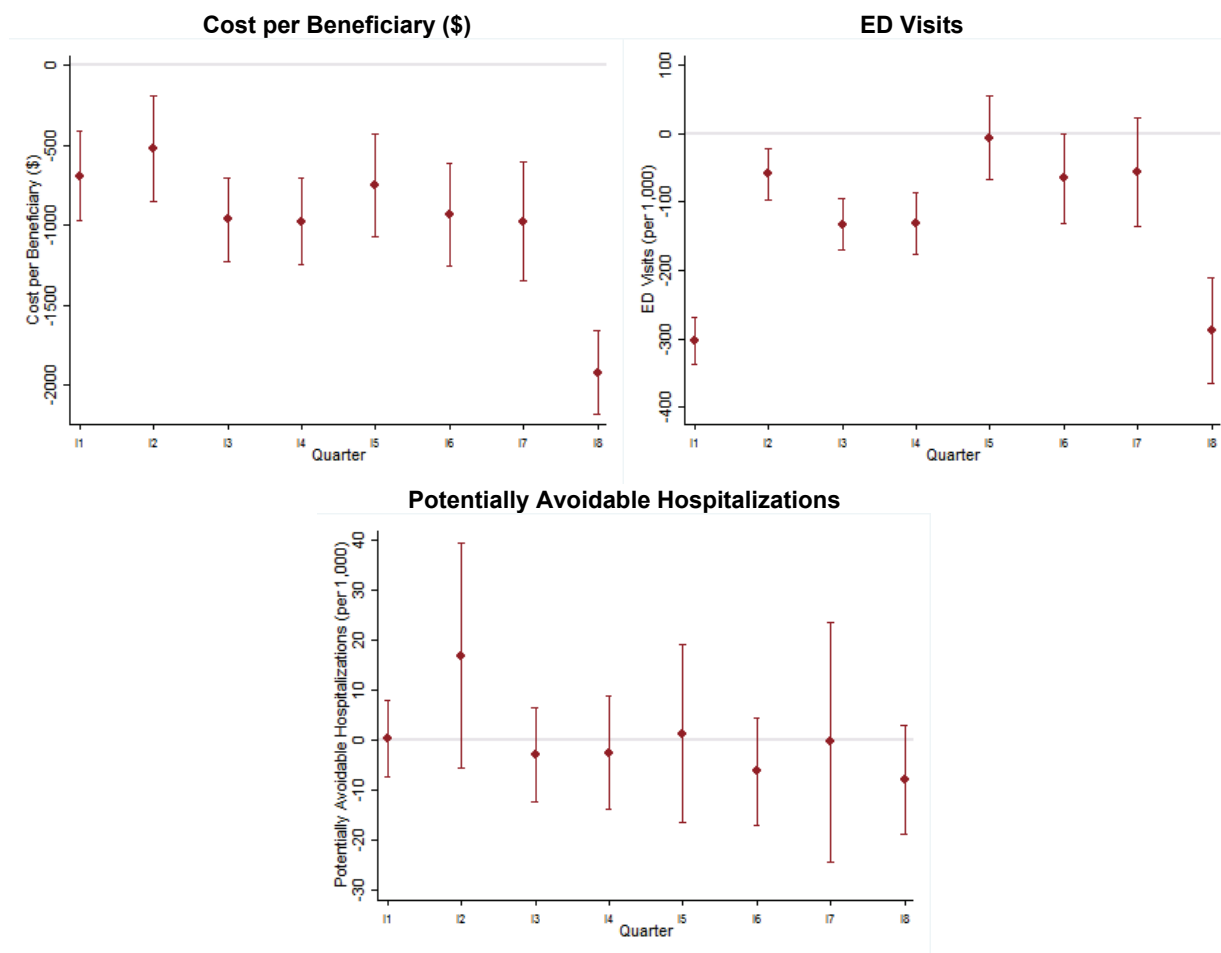 Cost per Beneficiary ($)
Cost per Beneficiary ($)
0
-500
-1000
-1500
-2000
I1 I2 I3 I4 I5 I6 I7 I8
Quarter
ED Visits
ED Visits (per 1,000)
100
0
-100
-200
-300
-400
I1 I2 I3 I4 I5 I6 I7 I8
Quarter
Potentially Avoidable Hospitalizations
Potentially Avoidable Hospitalizations (per 1,000)
40
30
20
10
0
-10
-20
-30
I1 I2 I3 I4 I5 I6 I7 I8
Quarter